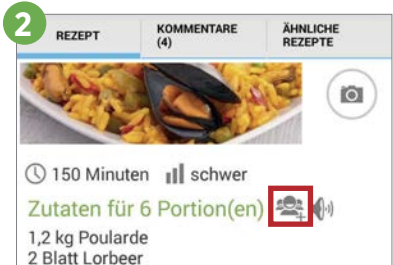 2
REZEPT
KOMMENTARE
(4)
ÄHNLICHE
REZEPTE
150 Minuten schwer
Zutaten für 6 Portion(en)
1,2 kg Poularde
2 Blatt Lorbeer